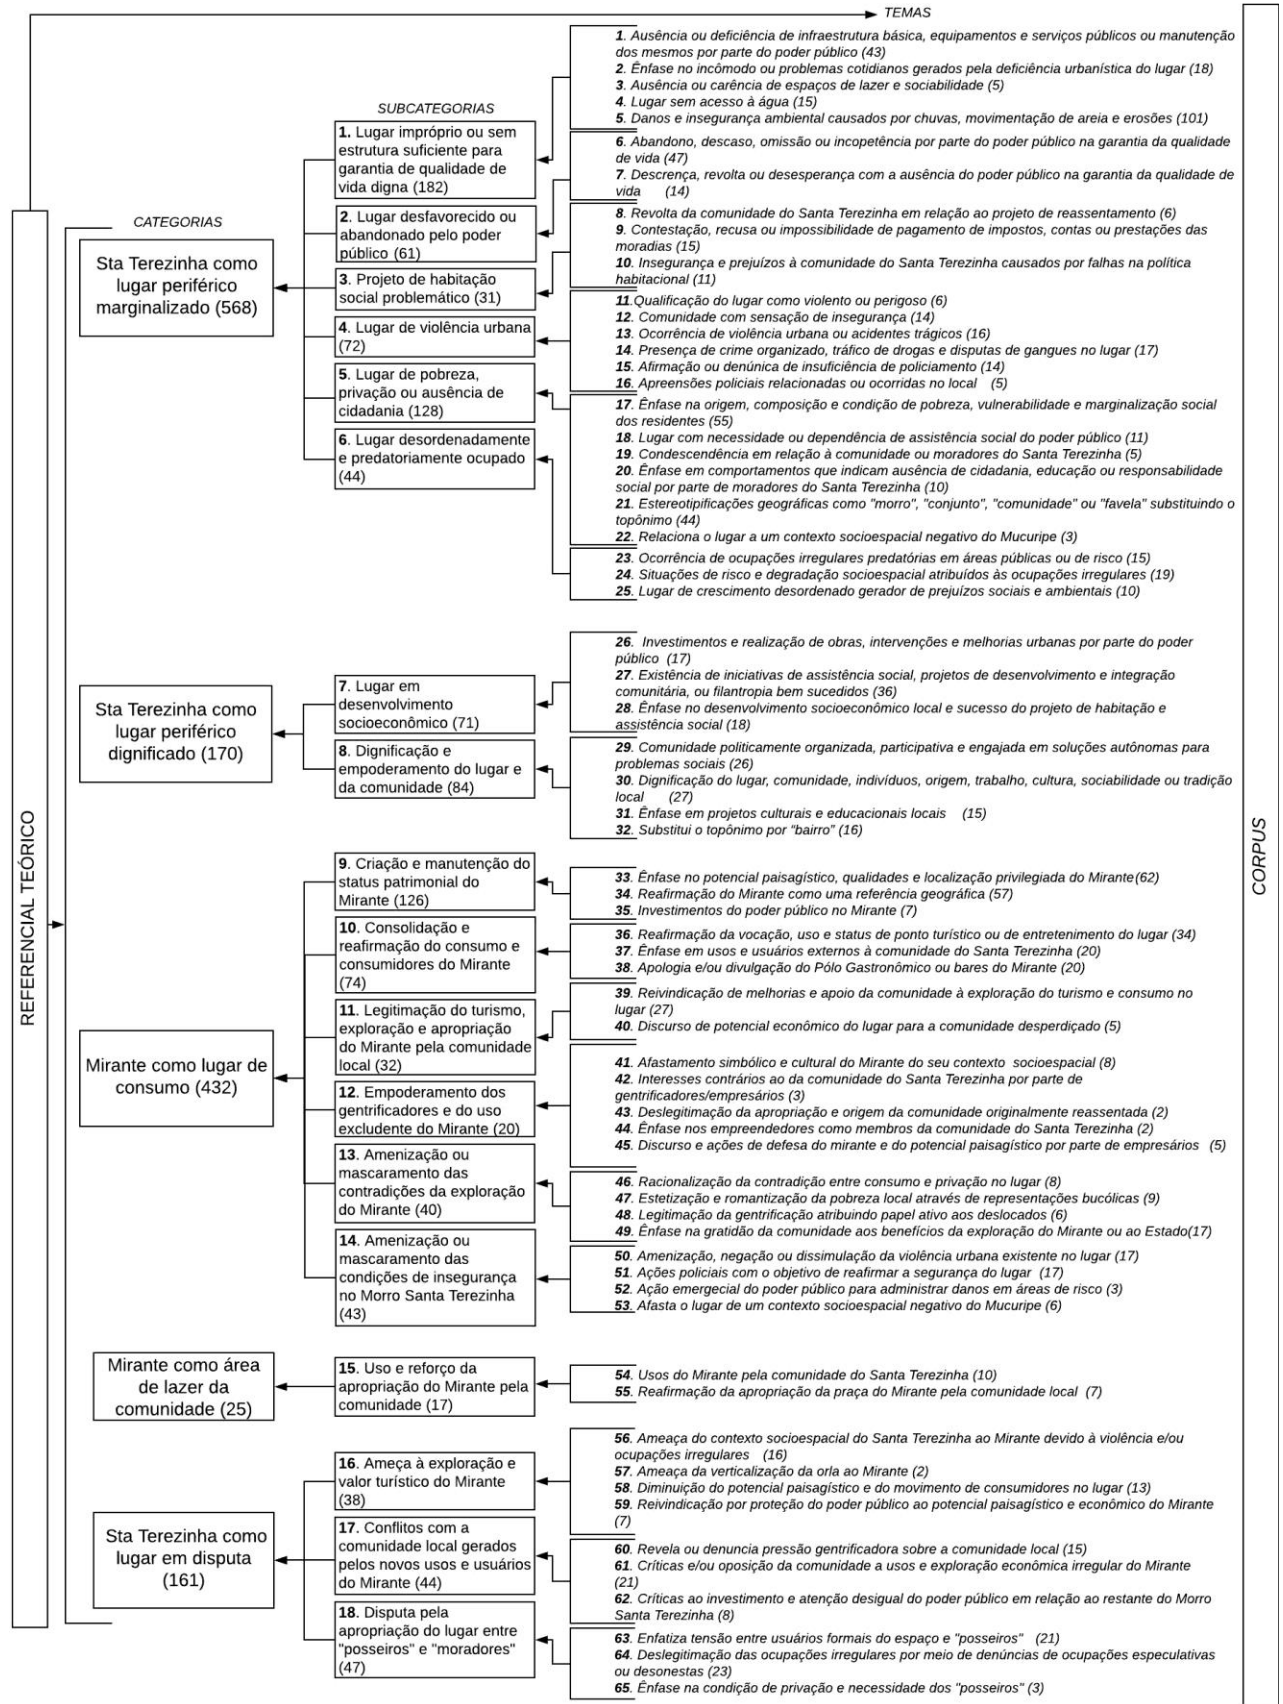 TEMAS
1. Ausência ou deficiência de infraestrutura básica, equipamentos e serviços públicos ou manutenção
dos mesmos por parte do poder público (43)
2. Ênfase no incômodo ou problemas cotidianos gerados pela deficiência urbanística do lugar (18)
3. Ausência ou carência de espaços de lazer e sociabilidade (5)
4. Lugar sem acesso à água (15)
5. Danos e insegurança ambiental causados por chuvas, movimentação de areia e erosões (101)
6. Abandono, descaso, omissão ou incopetência por parte do poder público na garantia da qualidade
de vida (47)
7. Descrença, revolta ou desesperança com a ausência do poder público na garantia da qualidade de
vida (14)
8. Revolta da comunidade do Santa Terezinha em relação ao projeto de reassentamento (6)
9. Contestação, recusa ou impossibilidade de pagamento de impostos, contas ou prestações das
moradias (15)
10. Insegurança e prejuízos à comunidade do Santa Terezinha causados por falhas na política
habitacional (11)
11.Qualificação do lugar como violento ou perigoso (6)
12. Comunidade com sensação de insegurança (14)
13. Ocorrência de violência urbana ou acidentes trágicos (16)
14. Presença de crime organizado, tráfico de drogas e disputas de gangues no lugar (17)
15. Afirmação ou denúnica de insuficiência de policiamento (14)
16. Apreensões policiais relacionadas ou ocorridas no local (5)
17. Ênfase na origem, composição e condição de pobreza, vulnerabilidade e marginalização social
dos residentes (55)
18. Lugar com necessidade ou dependência de assistência social do poder público (11)
19. Condescendência em relação à comunidade ou moradores do Santa Terezinha (5)
20. Ênfase em comportamentos que indicam ausência de cidadania, educação ou responsabilidade
social por parte de moradores do Santa Terezinha (10)
21. Estereotipificações geográficas como "morro", "conjunto", "comunidade" ou "favela" substituindo o
topônimo (44)
22. Relaciona o lugar a um contexto socioespacial negativo do Mucuripe (3)
23. Ocorrência de ocupações irregulares predatórias em áreas públicas ou de risco (15)
24. Situações de risco e degradação socioespacial atribuídos às ocupações irregulares (19)
25. Lugar de crescimento desordenado gerador de prejuízos sociais e ambientais (10)
SUBCATEGORIAS
1. Lugar impróprio ou sem
estrutura suficiente para
garantia de qualidade de
vida digna (182)
2. Lugar desfavorecido ou
abandonado pelo poder
público (61)
3. Projeto de habitação
social problemático (31)
4. Lugar de violência urbana
(72)
5. Lugar de pobreza,
privação ou ausência de
cidadania (128)
6. Lugar desordenadamente
e predatoriamente ocupado
(44)
CATEGORIAS
Sta Terezinha como
lugar periférico
marginalizado (568)
26. Investimentos e realização de obras, intervenções e melhorias urbanas por parte do poder
público (17)
27. Existência de iniciativas de assistência social, projetos de desenvolvimento e integração
comunitária, ou filantropia bem sucedidos (36)
28. Ênfase no desenvolvimento socioeconômico local e sucesso do projeto de habitação e
assistência social (18)
29. Comunidade politicamente organizada, participativa e engajada em soluções autônomas para
problemas sociais (26)
30. Dignificação do lugar, comunidade, indivíduos, origem, trabalho, cultura, sociabilidade ou tradição
local (27)
31. Ênfase em projetos culturais e educacionais locais (15)
32. Substitui o topônimo por “bairro” (16)
7. Lugar em
desenvolvimento
socioeconômico (71)
8. Dignificação e
empoderamento do lugar e
da comunidade (84)
Sta Terezinha como
lugar periférico
dignificado (170)
33. Ênfase no potencial paisagístico, qualidades e localização privilegiada do Mirante(62)
34. Reafirmação do Mirante como uma referência geográfica (57)
35. Investimentos do poder público no Mirante (7)
36. Reafirmação da vocação, uso e status de ponto turístico ou de entretenimento do lugar (34)
37. Ênfase em usos e usuários externos à comunidade do Santa Terezinha (20)
38. Apologia e/ou divulgação do Pólo Gastronômico ou bares do Mirante (20)
39. Reivindicação de melhorias e apoio da comunidade à exploração do turismo e consumo no
lugar (27)
40. Discurso de potencial econômico do lugar para a comunidade desperdiçado (5)
41. Afastamento simbólico e cultural do Mirante do seu contexto socioespacial (8)
42. Interesses contrários ao da comunidade do Santa Terezinha por parte de
gentrificadores/empresários (3)
43. Deslegitimação da apropriação e origem da comunidade originalmente reassentada (2)
44. Ênfase nos empreendedores como membros da comunidade do Santa Terezinha (2)
45. Discurso e ações de defesa do mirante e do potencial paisagístico por parte de empresários (5)
46. Racionalização da contradição entre consumo e privação no lugar (8)
47. Estetização e romantização da pobreza local através de representações bucólicas (9)
48. Legitimação da gentrificação atribuindo papel ativo aos deslocados (6)
49. Ênfase na gratidão da comunidade aos benefícios da exploração do Mirante ou ao Estado(17)
50. Amenização, negação ou dissimulação da violência urbana existente no lugar (17)
51. Ações policiais com o objetivo de reafirmar a segurança do lugar (17)
52. Ação emergecial do poder público para administrar danos em áreas de risco (3)
53. Afasta o lugar de um contexto socioespacial negativo do Mucuripe (6)
9. Criação e manutenção do
status patrimonial do
Mirante (126)
10. Consolidação e
reafirmação do consumo e
consumidores do Mirante
(74)
11. Legitimação do turismo,
exploração e apropriação
do Mirante pela comunidade
local (32)
12. Empoderamento dos
gentrificadores e do uso
excludente do Mirante (20)
13. Amenização ou
mascaramento das
contradições da exploração
do Mirante (40)
14. Amenização ou
mascaramento das
condições de insegurança
no Morro Santa Terezinha
(43)
Mirante como lugar de
consumo (432)
54. Usos do Mirante pela comunidade do Santa Terezinha (10)
55. Reafirmação da apropriação da praça do Mirante pela comunidade local (7)
15. Uso e reforço da
apropriação do Mirante pela
comunidade (17)
Mirante como área
de lazer da
comunidade (25)
56. Ameaça do contexto socioespacial do Santa Terezinha ao Mirante devido à violência e/ou
ocupações irregulares (16)
57. Ameaça da verticalização da orla ao Mirante (2)
58. Diminuição do potencial paisagístico e do movimento de consumidores no lugar (13)
59. Reivindicação por proteção do poder público ao potencial paisagístico e econômico do Mirante
(7)
60. Revela ou denuncia pressão gentrificadora sobre a comunidade local (15)
61. Críticas e/ou oposição da comunidade a usos e exploração econômica irregular do Mirante
(21)
62. Críticas ao investimento e atenção desigual do poder público em relação ao restante do Morro
Santa Terezinha (8)
63. Enfatiza tensão entre usuários formais do espaço e "posseiros" (21)
64. Deslegitimação das ocupações irregulares por meio de denúncias de ocupações especulativas
ou desonestas (23)
65. Ênfase na condição de privação e necessidade dos "posseiros" (3)
16. Ameça à exploração e
valor turístico do Mirante
(38)
17. Conflitos com a
comunidade local gerados
pelos novos usos e usuários
do Mirante (44)
18. Disputa pela
apropriação do lugar entre
"posseiros" e "moradores"
(47)
Sta Terezinha como
lugar em disputa
(161)
REFERENCIAL TEÓRICO
CORPUS